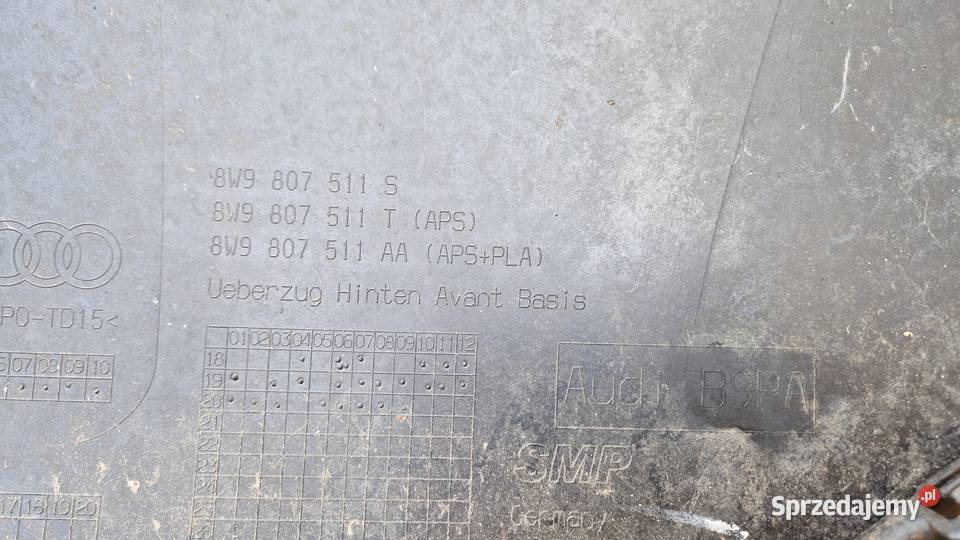 8W9 807 511 S
8W9 807 511 T (APS)
8W9 807 511 AA (APS+PLA)
Ueberzug Hinten Avant Basis
PO-TD15<
07 08 09 10
01 02 03 04 05 06 07 08 09 10 11 12
18
19
20
21
22
23
24
25
Audi B9PA
SMP
Germany
17 18 19 20
Sprzedajemy.pl